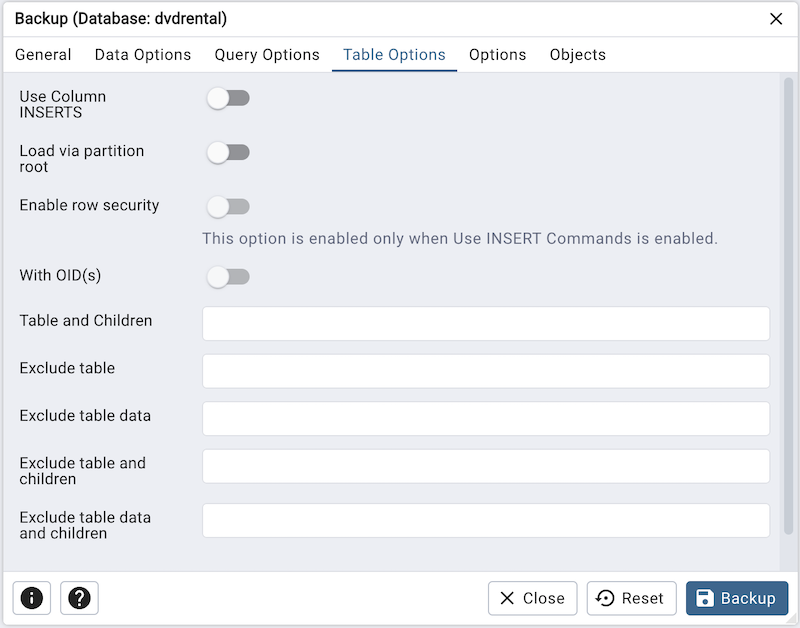 Backup (Database: dvdrental)
General Data Options Query Options Table Options Options Objects
Use Column
INSERTS
Load via partition
root
Enable row security
This option is enabled only when Use INSERT Commands is enabled.
With OID(s)
Table and Children
Exclude table
Exclude table data
Exclude table and
children
Exclude table data
and children
Close Reset Backup